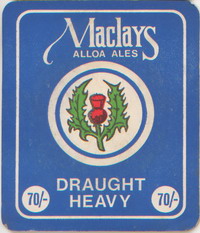 Maclays
ALLOA ALES
DRAUGHT
HEAVY
70/- 70/-